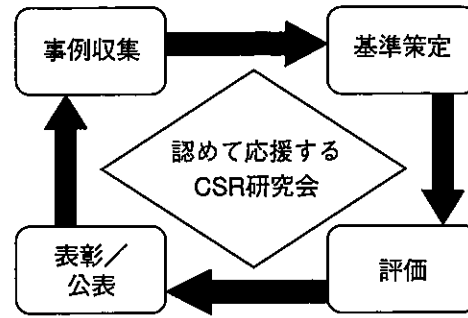 事例収集
基準策定
認めて応援する
CSR研究会
表彰／
公表
評価